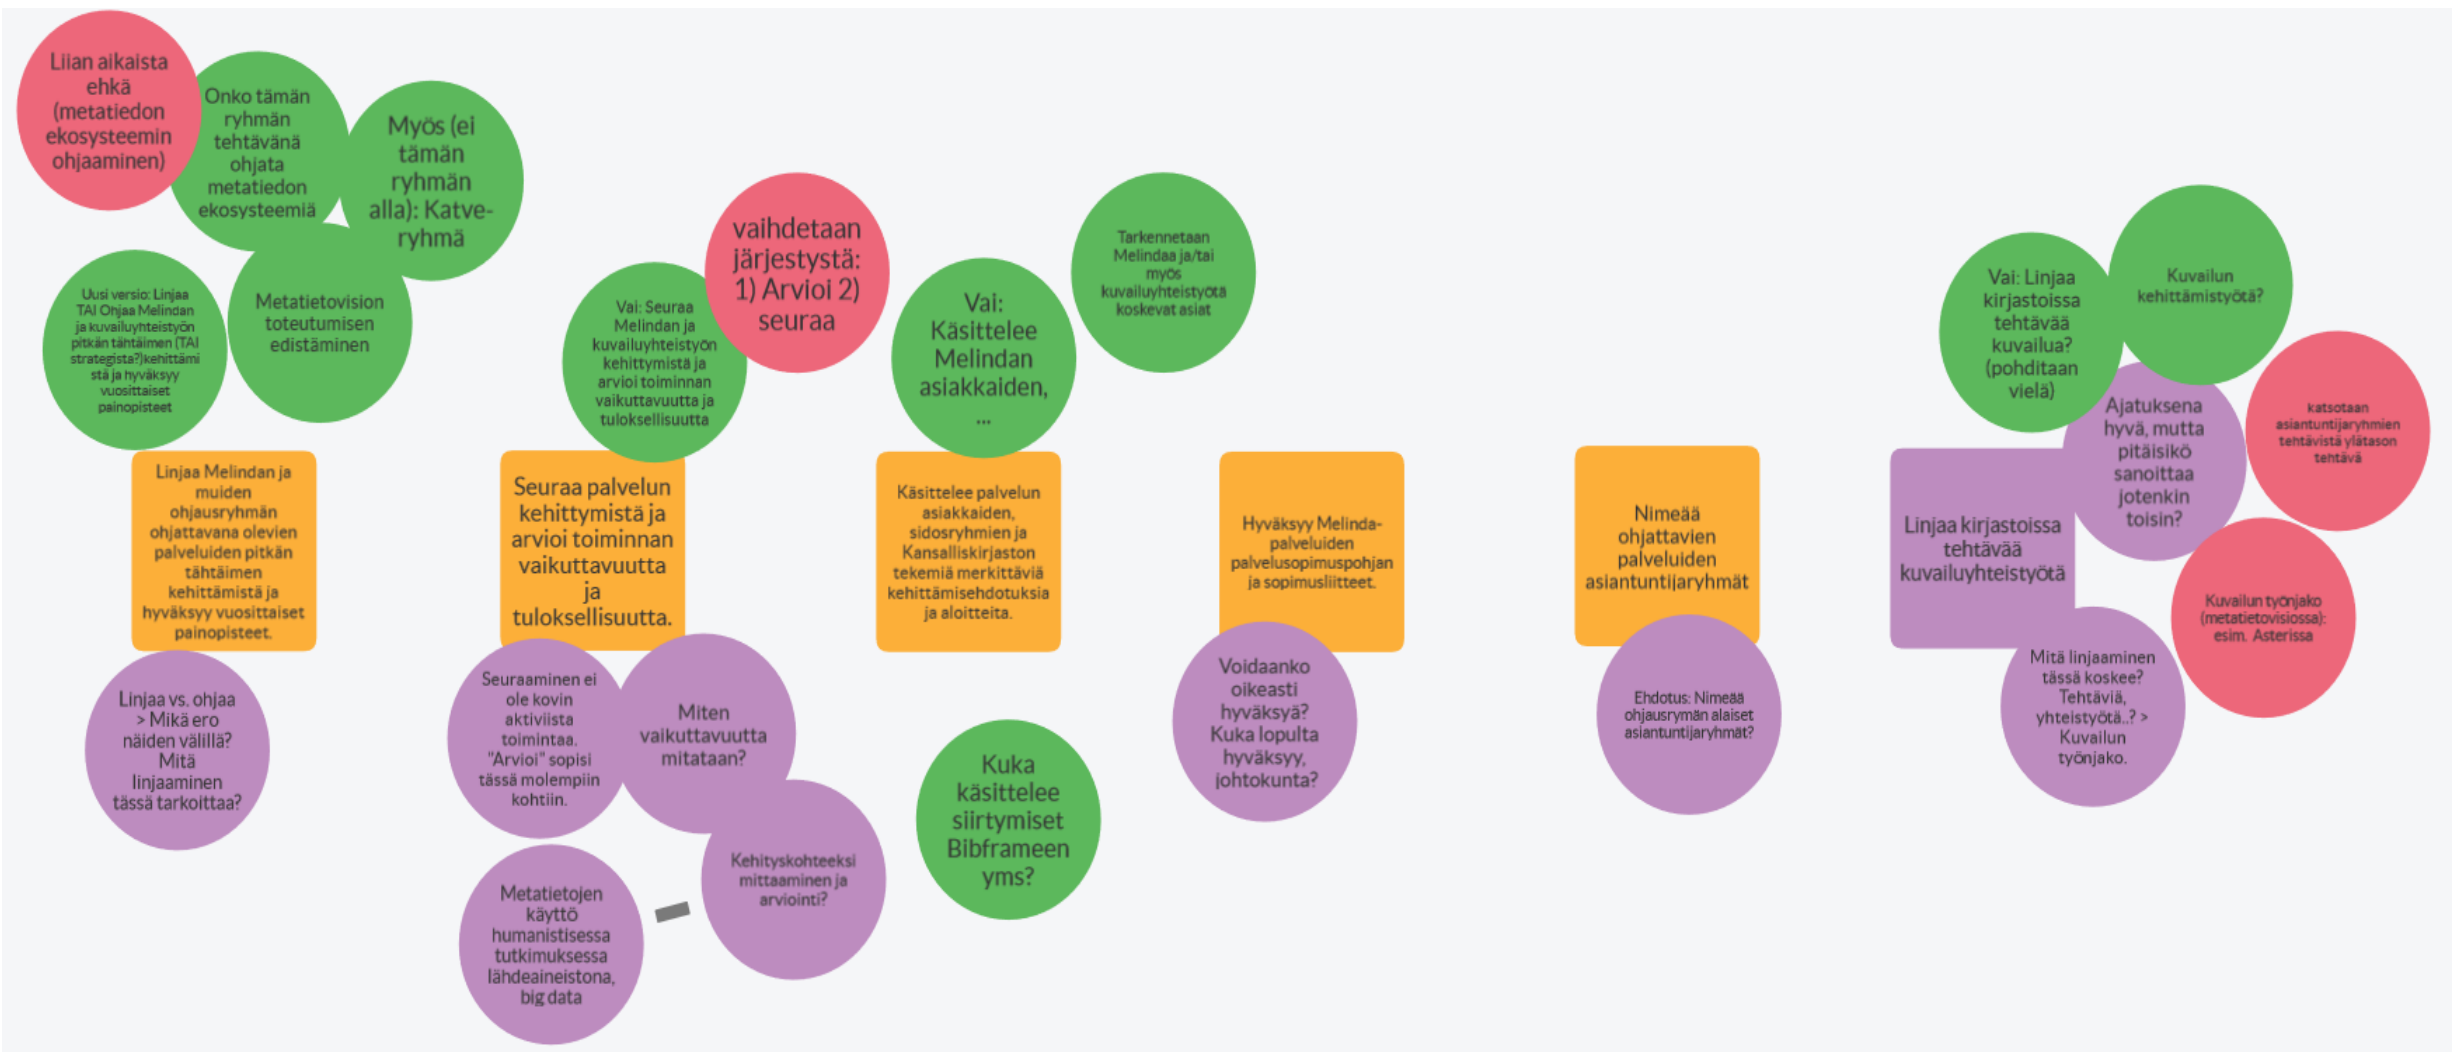 Liian aikaista
ehkä
(metatiedon
ekosysteemin
ohjaaminen)
Onko tämän
ryhmän
tehtävänä
ohjata
metatiedon
ekosysteemiä
Myös (ei
tämän
ryhmän
alla): Katve-
ryhmä
Uusi versio: Linjaa
TAI Ohjaa Melindan
ja kuvailuyhteistyön
pitkän tähtäimen (TAI
strategista?)kehittämi
stä ja hyväksyy
vuosittaiset
painopisteet
Metatietovision
toteutumisen
edistäminen
Linjaa Melindan ja
muiden
ohjausryhmän
ohjattavana olevien
palveluiden pitkän
tähtäimen
kehittämistä ja
hyväksyy vuosittaiset
painopisteet.
Linjaa vs. ohjaa
> Mikä ero
näiden välillä?
Mitä
linjaaminen
tässä tarkoittaa?
Vai: Seuraa
Melindan ja
kuvailuyhteistyön
kehittymistä ja
arvioi toiminnan
vaikuttavuutta ja
tuloksellisuutta
vaihdetaan
järjestystä:
1) Arvioi 2)
seuraa
Seuraa palvelun
kehittymistä ja
arvioi toiminnan
vaikuttavuutta
ja
tuloksellisuutta.
Seuraaminen ei
ole kovin
aktiivista
toimintaa.
"Arvioi" sopisi
tässä molempiin
kohtiin.
Miten
vaikuttavuutta
mitataan?
Kehityskohteeksi
mittaaminen ja
arviointi?
Metatietojen
käyttö
humanistisessa
tutkimuksessa
lähdeaineistona,
big data
Vai:
Käsittelee
Melindan
asiakkaiden,
...
Tarkennetaan
Melindaa ja/tai
myös
kuvailuyhteistyötä
koskevat asiat
Käsittelee palvelun
asiakkaiden,
sidosryhmien ja
Kansalliskirjaston
tekemiä merkittäviä
kehittämisehdotuksia
ja aloitteita.
Kuka
käsittelee
siirtymiset
Bibframeen
yms?
Hyväksyy Melinda-
palveluiden
palvelusopimuspohjan
ja sopimusliitteet.
Voidaanko
oikeasti
hyväksyä?
Kuka lopulta
hyväksyy,
johtokunta?
Nimeää
ohjattavien
palveluiden
asiantuntijaryhmät
Ehdotus: Nimeää
ohjausrymän alaiset
asiantuntijaryhmät?
Vai: Linjaa
kirjastoissa
tehtävää
kuvailua?
(pohditaan
vielä)
Kuvailun
kehittämistyötä?
Ajatuksena
hyvä, mutta
pitäisikö
sanoittaa
jotenkin
toisin?
katsotaan
asiantuntijaryhmien
tehtävistä ylätason
tehtävä
Linjaa kirjastoissa
tehtävää
kuvailuyhteistyötä
Kuvailun työnjako
(metatietovisiossa):
esim. Asterissa
Mitä linjaaminen
tässä koskee?
Tehtäviä,
yhteistyötä..? >
Kuvailun
työnjako.